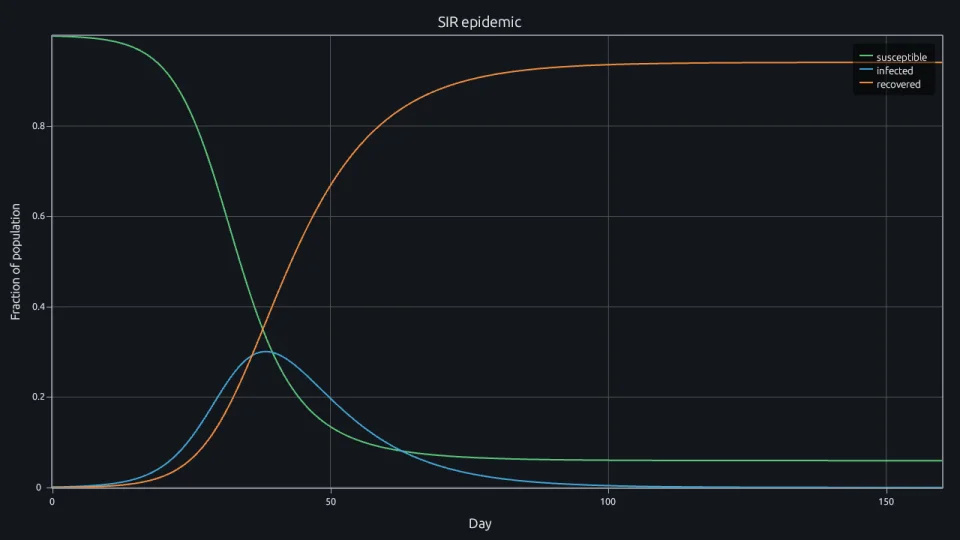 SIR epidemic
susceptible
infected
recovered
Fraction of population
0.8
0.6
0.4
0.2
0
0
50
100
150
Day